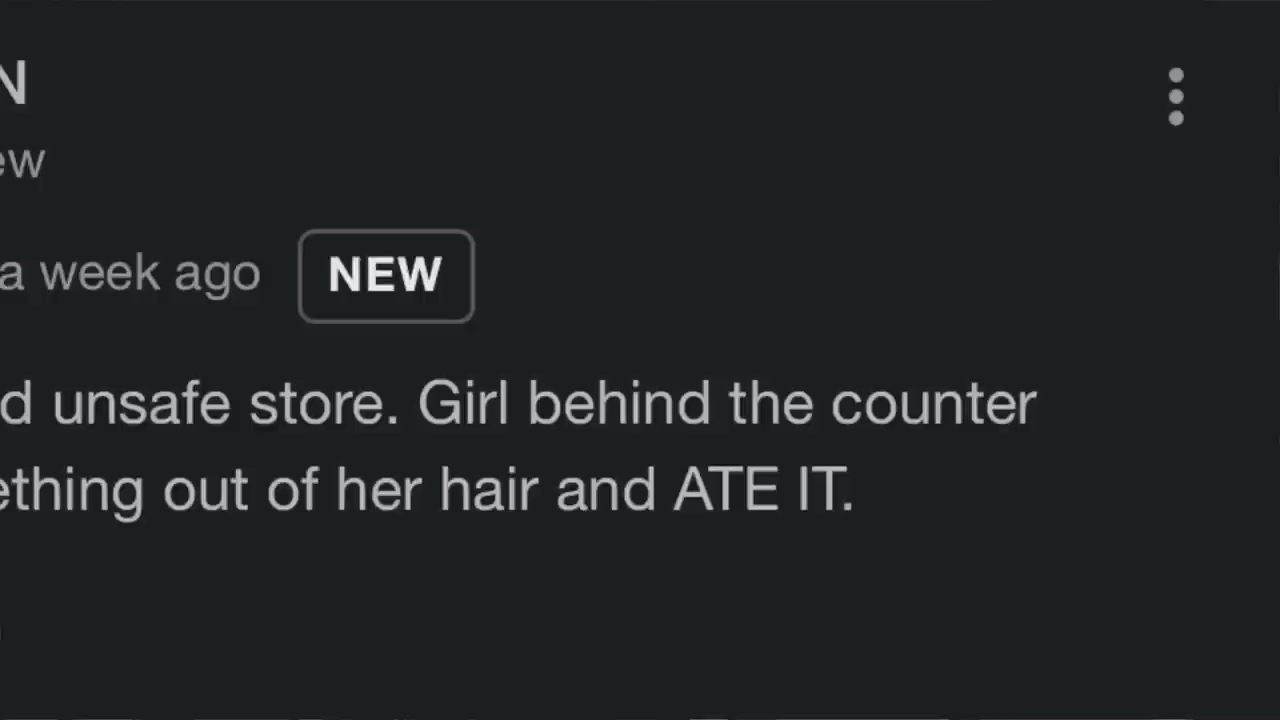 N
ew
a week ago NEW
d unsafe store. Girl behind the counter
ething out of her hair and ATE IT.